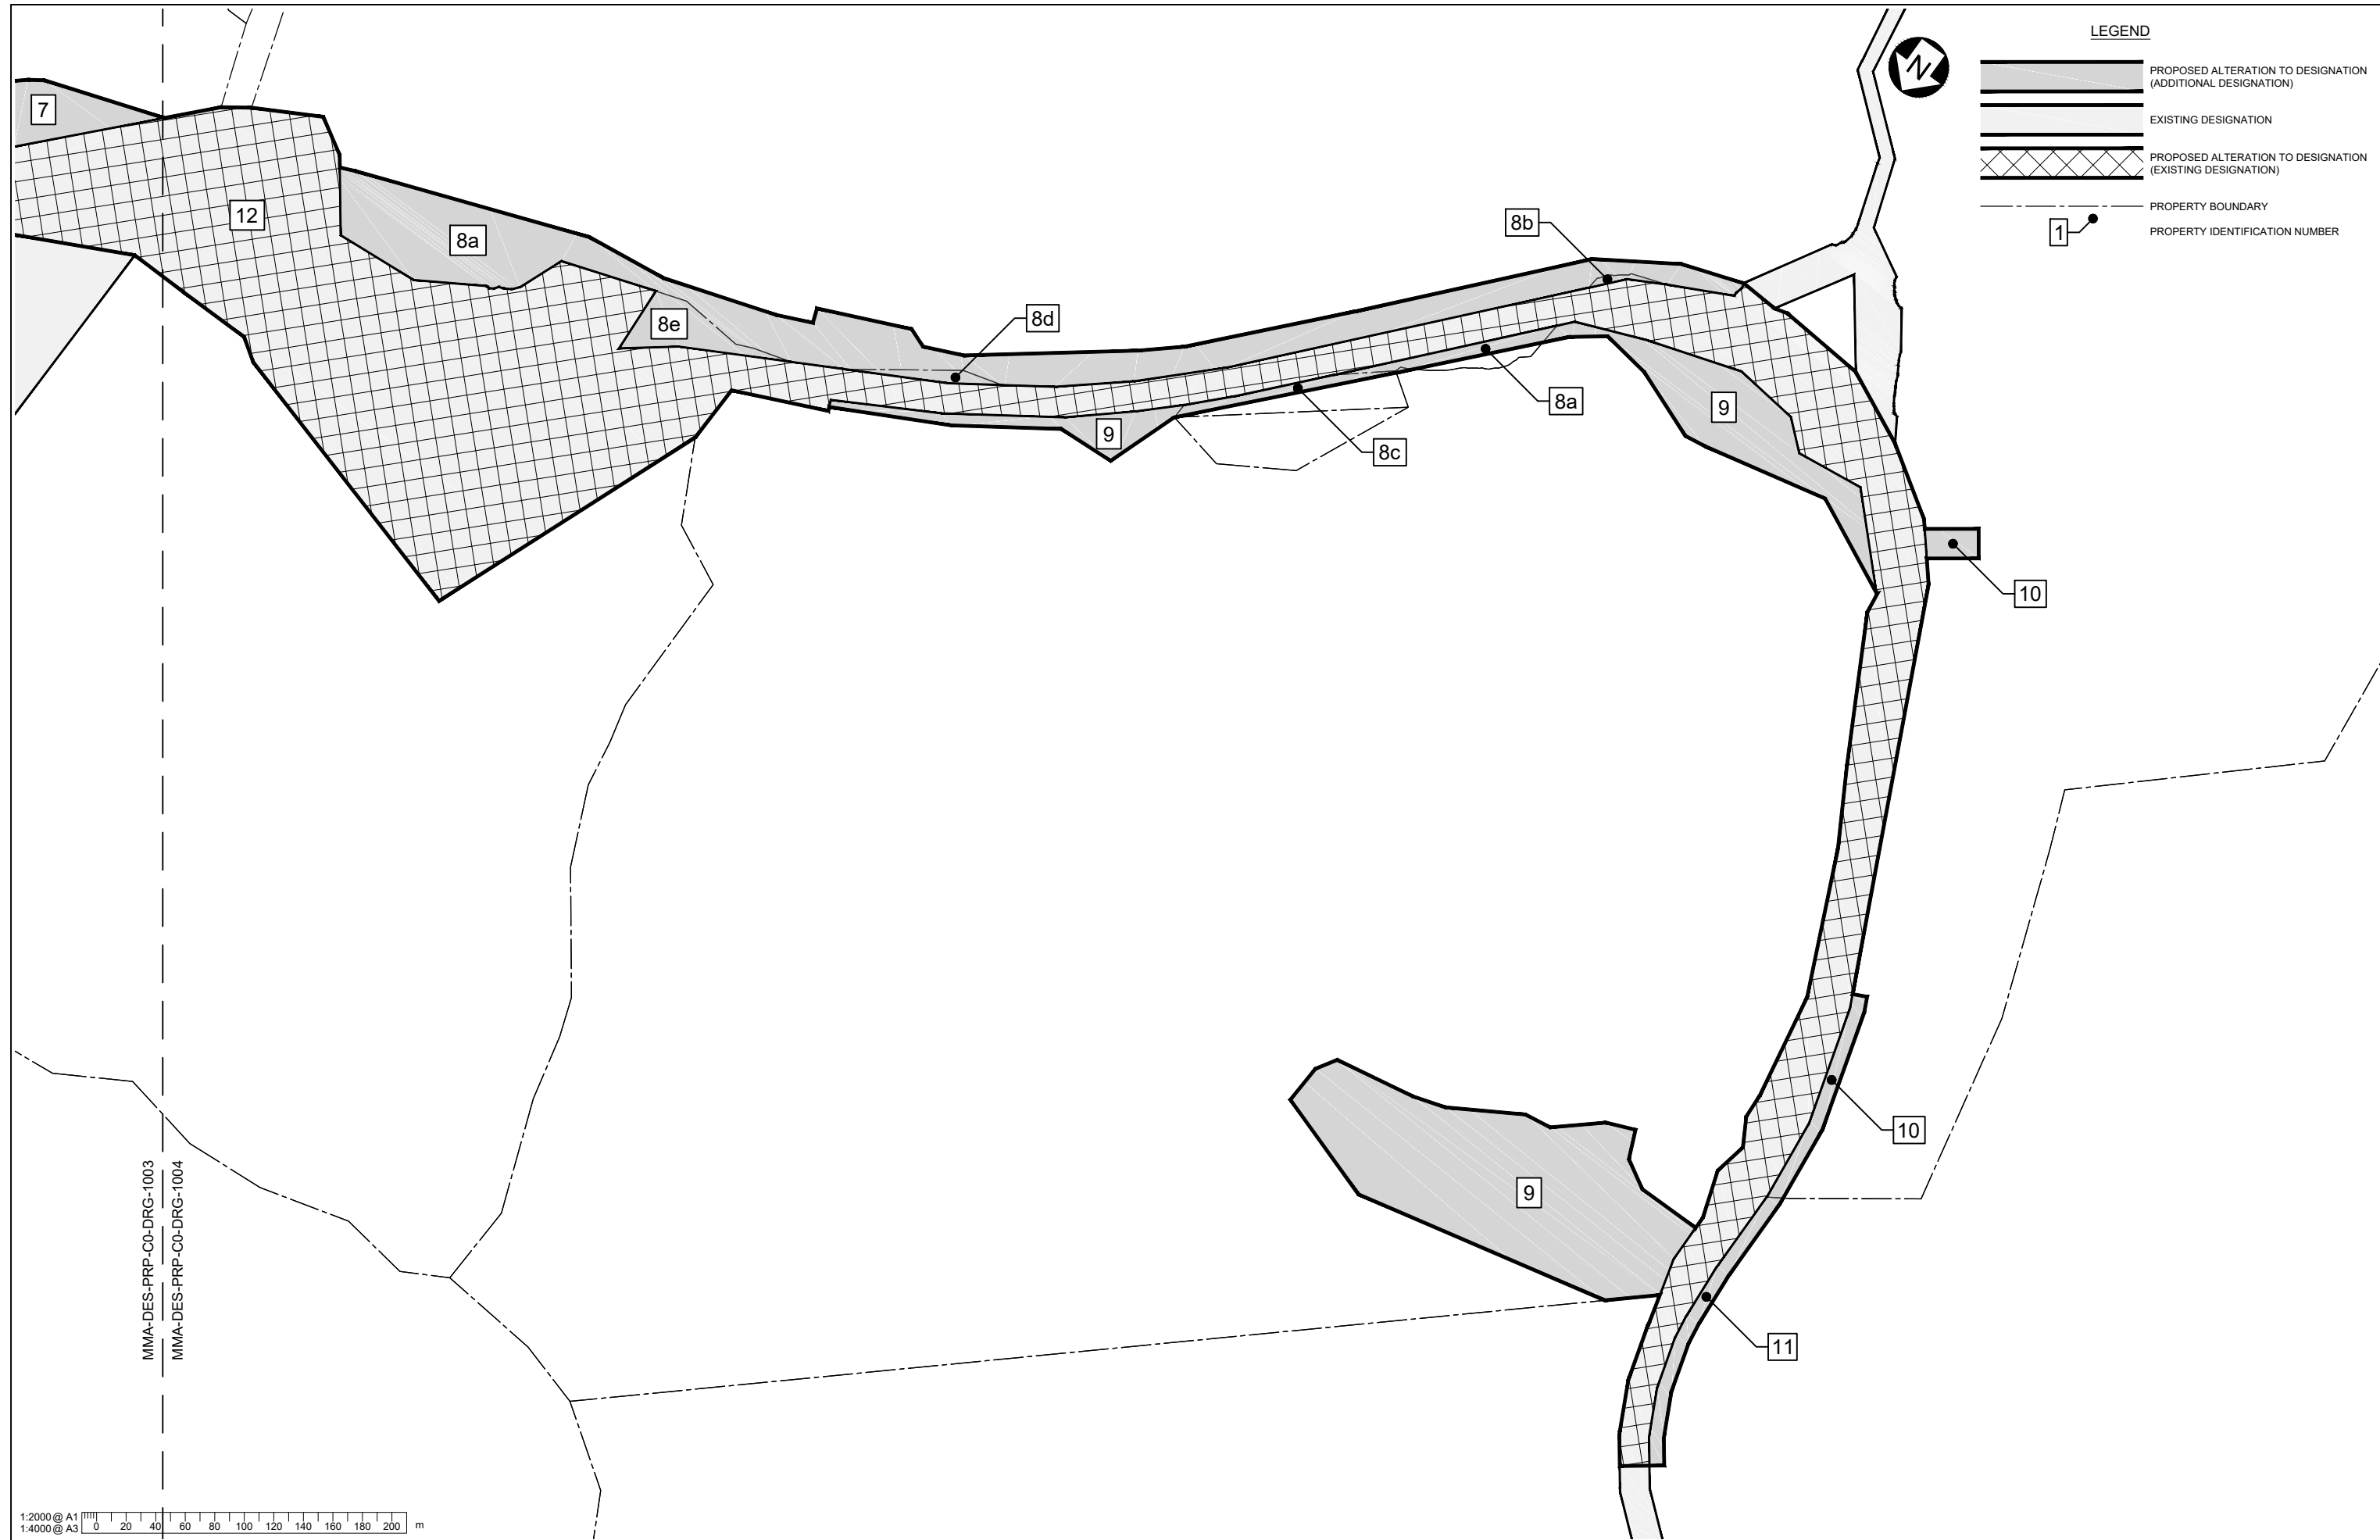 LEGEND
N
PROPOSED ALTERATION TO DESIGNATION
(ADDITIONAL DESIGNATION)
EXISTING DESIGNATION
PROPOSED ALTERATION TO DESIGNATION
(EXISTING DESIGNATION)
PROPERTY BOUNDARY
1
PROPERTY IDENTIFICATION NUMBER
7
12
8a
8b
8e
8d
8a
9
8c
9
10
10
9
11
MMA-DES-PRP-C0-DRG-1003
MMA-DES-PRP-C0-DRG-1004
1:2000 @ A1
1:4000 @ A3
0 20 40 60 80 100 120 140 160 180 200 m